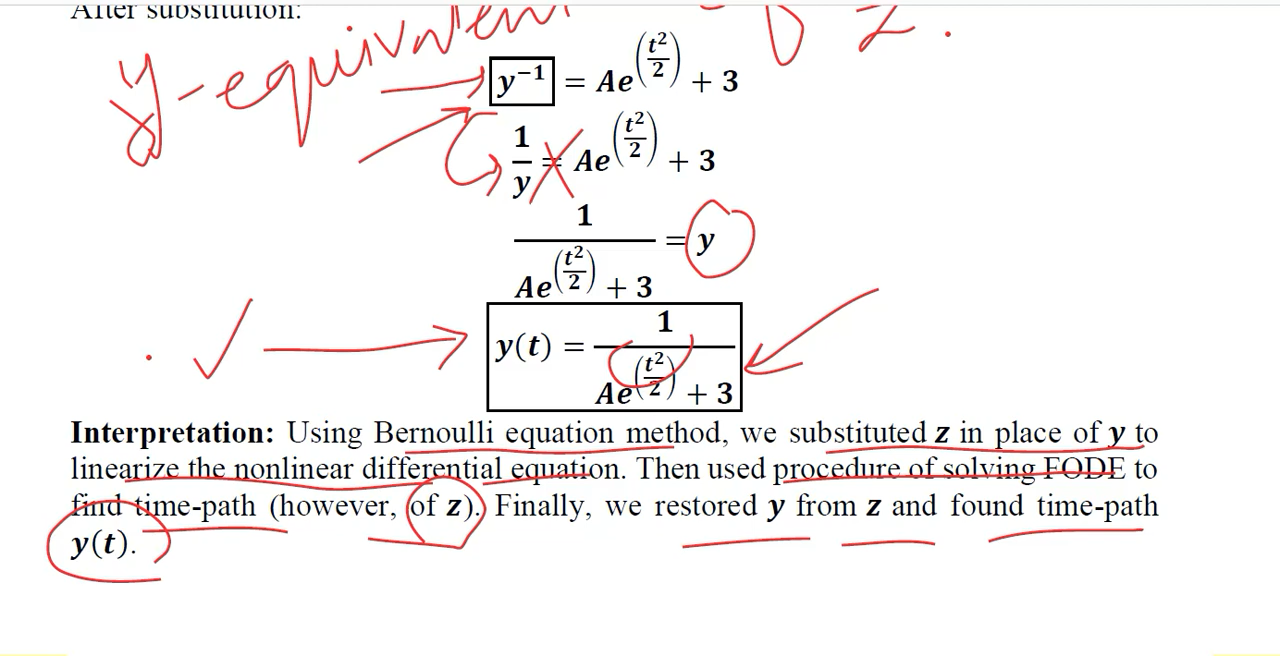 After substitution:
y-equivalent z.
y⁻¹ = Ae^(t²/2) + 3
1/y = Ae^(t²/2) + 3
1/(Ae^(t²/2) + 3) = y
y(t) = 1/(Ae^(t²/2) + 3)
Interpretation: Using Bernoulli equation method, we substituted z in place of y to
linearize the nonlinear differential equation. Then used procedure of solving FODE to
find time-path (however, of z). Finally, we restored y from z and found time-path
y(t).